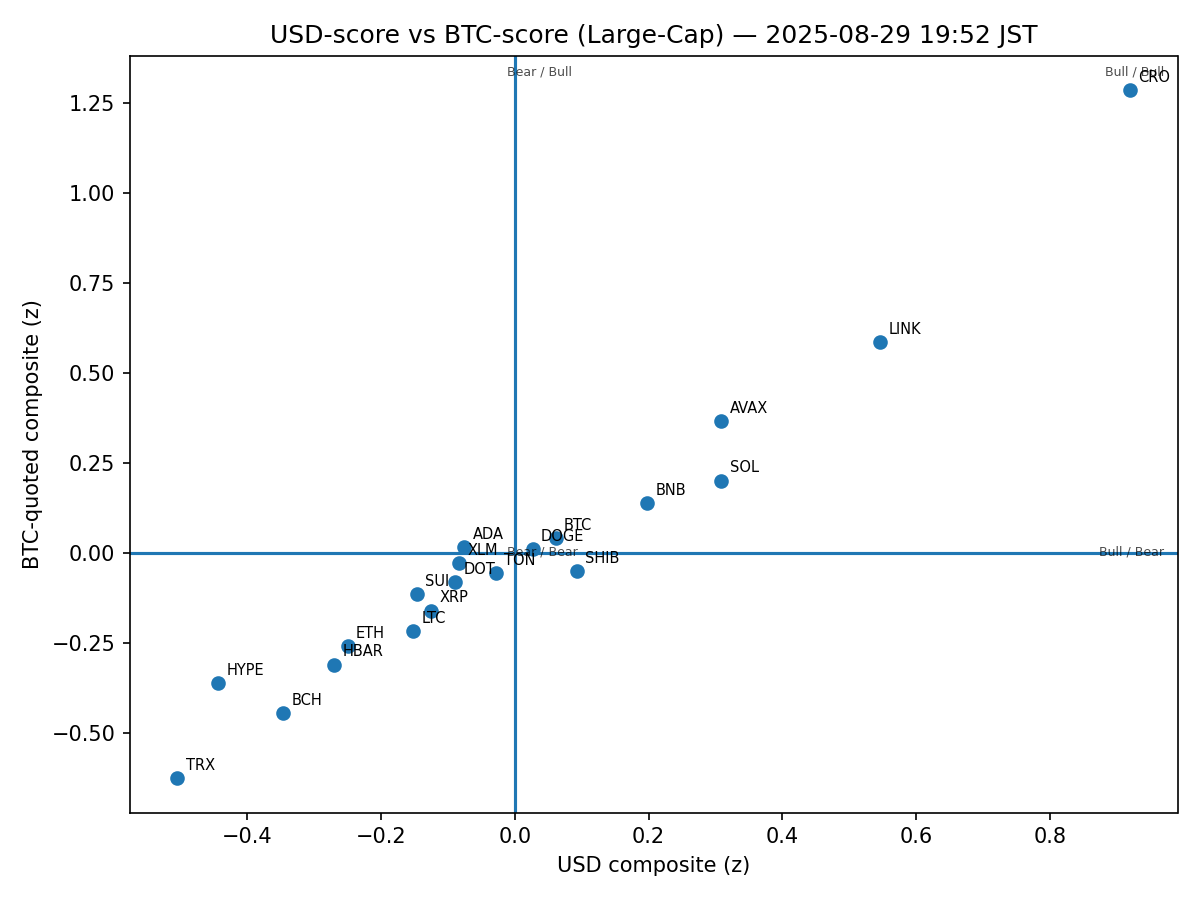 USD-score vs BTC-score (Large-Cap) — 2025-08-29 19:52 JST
Bear / Bull
Bull / Bull
CRO
1.25
1.00
0.75
0.50
0.25
0.00
−0.25
−0.50
BTC-quoted composite (z)
LINK
AVAX
SOL
BNB
BTC
DOGE
ADA
XLM
Bear / Bear
Bull / Bear
TON
SHIB
DOT
SUI
XRP
LTC
ETH
HBAR
HYPE
BCH
TRX
−0.4
−0.2
0.0
0.2
0.4
0.6
0.8
USD composite (z)